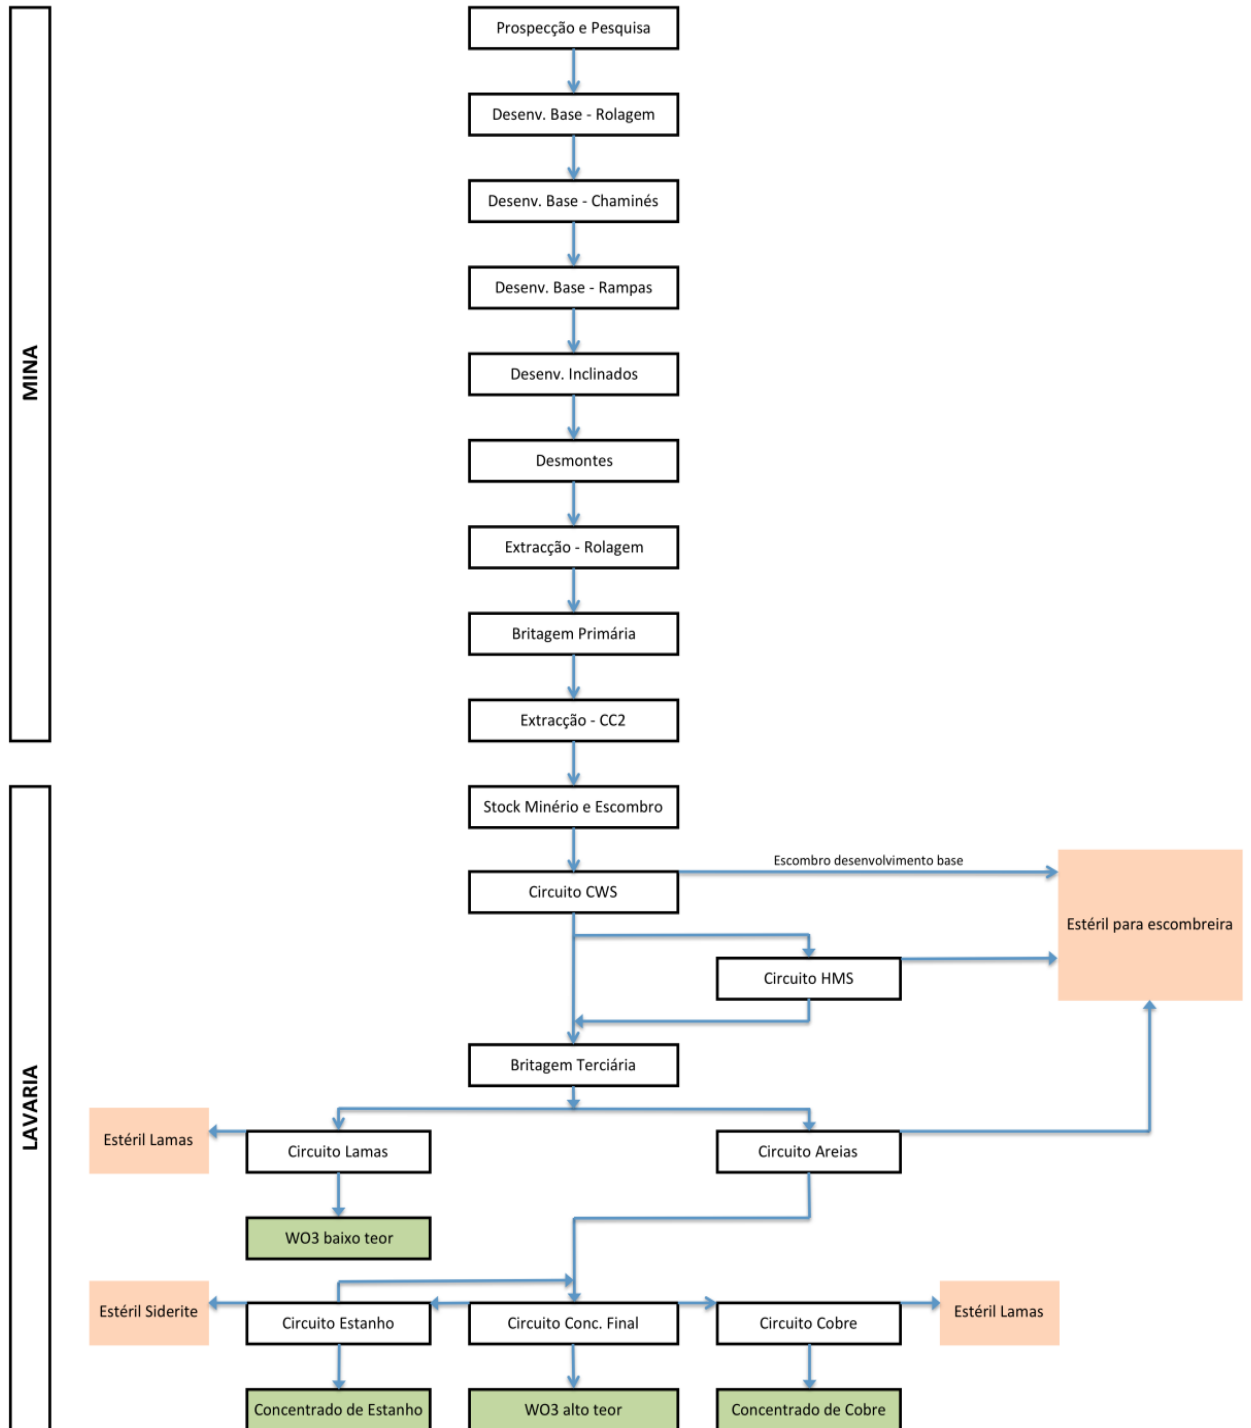 MINA
Prospecção e Pesquisa
Desenv. Base - Rolagem
Desenv. Base - Chaminés
Desenv. Base - Rampas
Desenv. Inclinados
Desmontes
Extracção - Rolagem
Britagem Primária
Extracção - CC2
LAVARIA
Stock Minério e Escombro
Escombro desenvolvimento base
Circuito CWS
Estéril para escombreira
Circuito HMS
Britagem Terciária
Estéril Lamas
Circuito Lamas
Circuito Areias
WO3 baixo teor
Estéril Siderite
Circuito Estanho
Circuito Conc. Final
Circuito Cobre
Estéril Lamas
Concentrado de Estanho
WO3 alto teor
Concentrado de Cobre